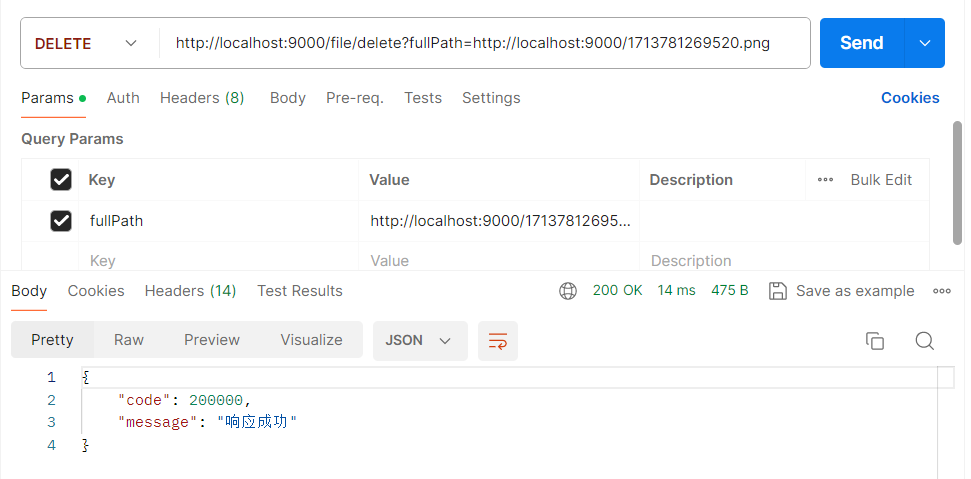 DELETE http://localhost:9000/file/delete?fullPath=http://localhost:9000/1713781269520.png Send
Params Auth Headers (8) Body Pre-req. Tests Settings Cookies
Query Params
Key Value Description ••• Bulk Edit
fullPath http://localhost:9000/17137812695...
Key Value Description
Body Cookies Headers (14) Test Results 200 OK 14 ms 475 B Save as example •••
Pretty Raw Preview Visualize JSON
1 {
2 "code": 200000,
3 "message": "响应成功"
4 }